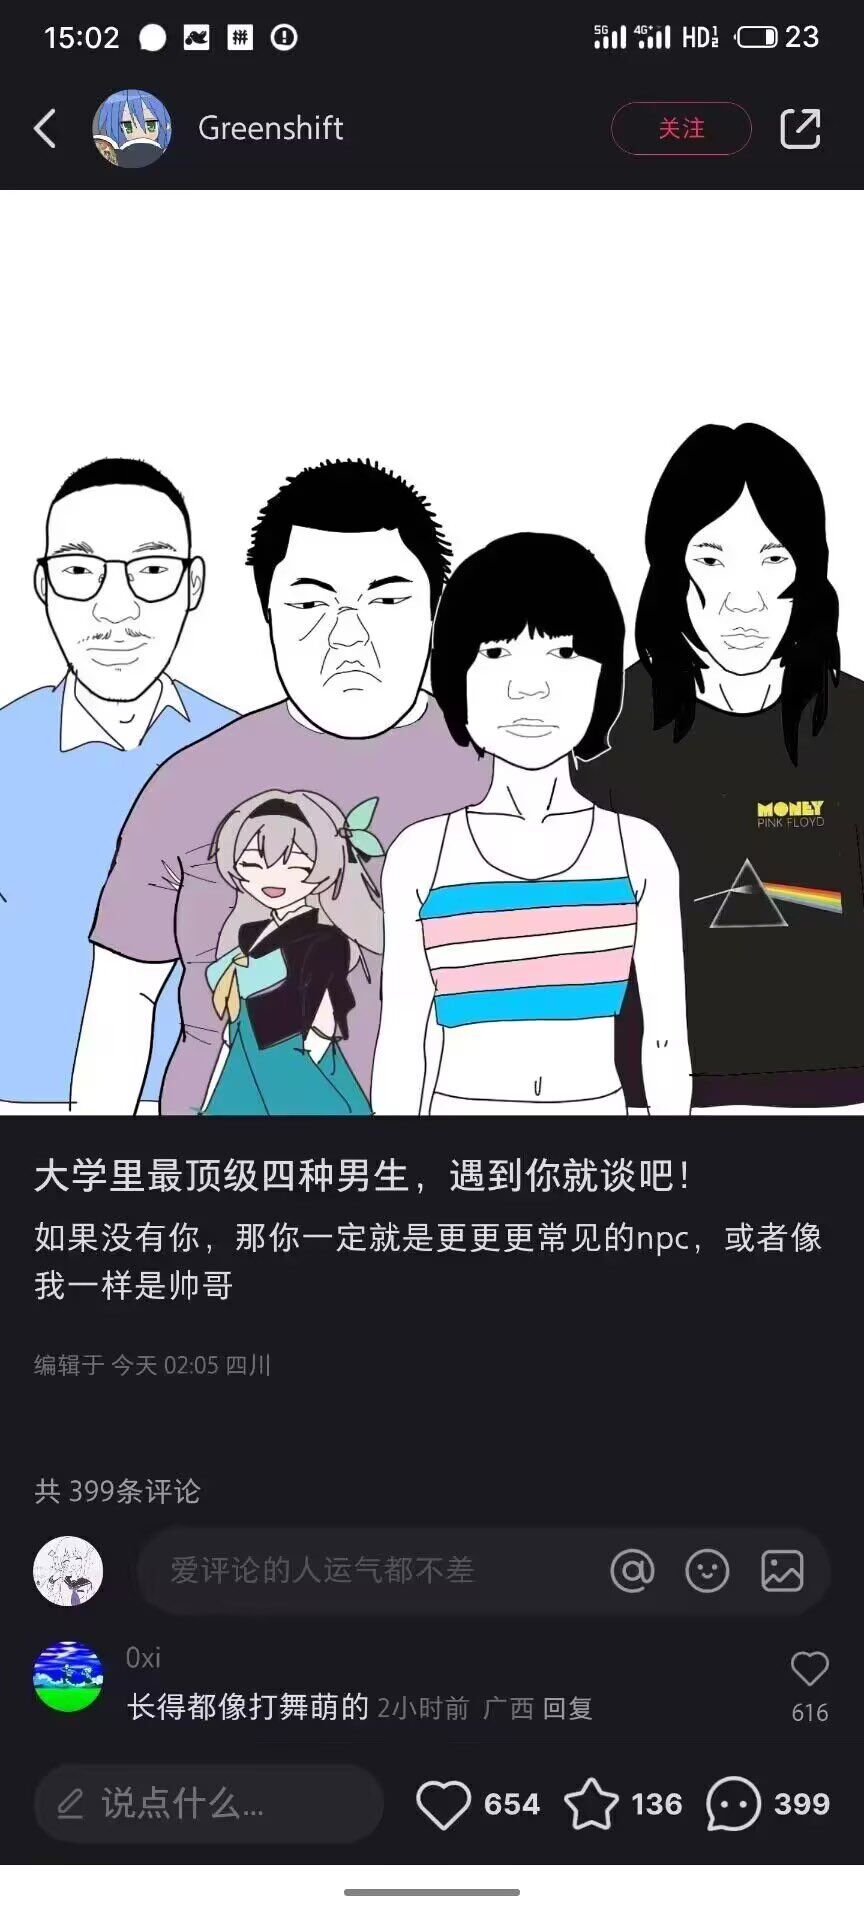 15:02
5G 4G+ HD 1 2 23
Greenshift
关注
MONEY
PINK FLOYD
大学里最顶级四种男生，遇到你就谈吧！
如果没有你，那你一定就是更更更常见的npc，或者像
我一样是帅哥
编辑于 今天 02:05 四川
共 399条评论
爱评论的人运气都不差
0xi
长得都像打舞萌的 2小时前 广西 回复
616
说点什么...
654
136
399